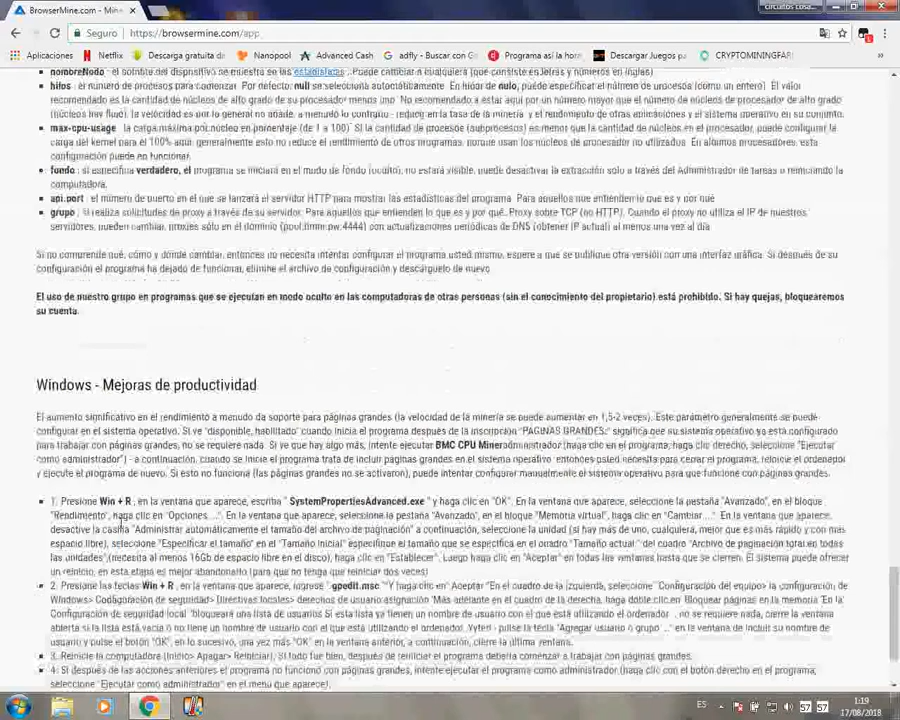 BrowserMine.com - Mine
circuitos cosa...
Seguro
https://browsermine.com/app
Aplicaciones Netflix Descarga gratuita de Nanopool Advanced Cash adfly - Buscar con G Programa así la hora Descargar Juegos pa CRYPTOMININGFAR
nombreNodo : el nombre del dispositivo se muestra en las estadísticas . Puede cambiar a cualquiera (que consiste en letras y números en inglés)
hilos : el número de procesos para comenzar. Por defecto: null se selecciona automáticamente. En lugar de nulo, puede especificar el número de procesos (como un entero). El valor
recomendado es la cantidad de núcleos de alto grado de su procesador menos uno. No recomendado a estar aquí por un número mayor que el número de núcleos de procesador de alto grado
(núcleos hay flujo), la velocidad es por lo general no añade, a menudo lo contrario - reduce en la tasa de la minería, y el rendimiento de otras aplicaciones y el sistema operativo en su conjunto.
max-cpu-usage : la carga máxima por núcleo en porcentaje (de 1 a 100). Si la cantidad de procesos (subprocesos) es menor que la cantidad de núcleos en el procesador, puede configurar la
carga del kernel para el 100% aquí, generalmente esto no reduce el rendimiento de otros programas, porque usan los núcleos de procesador no utilizados. En algunos procesadores, esta
configuración puede no funcionar.
fondo : si especifica verdadero, el programa se iniciará en el modo de fondo (oculto), no estará visible, puede desactivar la extracción solo a través del Administrador de tareas o reiniciando la
computadora.
api.port : el número de puerto en el que se lanzará el servidor HTTP para mostrar las estadísticas del programa. Para aquellos que entienden lo que es y por qué
grupo : si realiza solicitudes de proxy a través de su servidor. Para aquellos que entienden lo que es y por qué. Proxy sobre TCP (no HTTP). Cuando el proxy no utiliza el IP de nuestros
servidores, pueden cambiar, proxies sólo en el dominio (pool.bmm.pw:4444) con actualizaciones periódicas de DNS (obtener IP actual) al menos una vez al día
Si no comprende qué, cómo y dónde cambiar, entonces no necesita intentar configurar el programa usted mismo, espere a que se publique otra versión con una interfaz gráfica. Si después de su
configuración el programa ha dejado de funcionar, elimine el archivo de configuración y descárguelo de nuevo
El uso de nuestro grupo en programas que se ejecutan en modo oculto en las computadoras de otras personas (sin el conocimiento del propietario) está prohibido. Si hay quejas, bloquearemos
su cuenta.
Windows - Mejoras de productividad
El aumento significativo en el rendimiento a menudo da soporte para páginas grandes (la velocidad de la minería se puede aumentar en 1,5-2 veces). Este parámetro generalmente se puede
configurar en el sistema operativo. Si ve "disponible, habilitado" cuando inicia el programa después de la inscripción "PÁGINAS GRANDES:" significa que su sistema operativo ya está configurado
para trabajar con páginas grandes, no se requiere nada. Si ve que hay algo más, intente ejecutar BMC CPU Mineradministrador (haga clic en el programa, haga clic derecho, seleccione "Ejecutar
como administrador") - a continuación, cuando se inicie el programa trata de incluir páginas grandes en el sistema operativo, entonces usted necesita para cerrar el programa, reinicie el ordenador
y ejecute el programa de nuevo. Si esto no funciona (las páginas grandes no se activaron), puede intentar configurar manualmente el sistema operativo para que funcione con páginas grandes.
1. Presione Win + R , en la ventana que aparece, escriba " SystemPropertiesAdvanced.exe " y haga clic en "OK". En la ventana que aparece, seleccione la pestaña "Avanzado", en el bloque
"Rendimiento", haga clic en "Opciones ...". En la ventana que aparece, seleccione la pestaña "Avanzado", en el bloque "Memoria virtual", haga clic en "Cambiar ...". En la ventana que aparece,
desactive la casilla "Administrar automáticamente el tamaño del archivo de paginación" a continuación, seleccione la unidad (si hay más de uno, cualquiera, mejor que es más rápido y con más
espacio libre), seleccione "Especificar el tamaño" en el "Tamaño inicial" especifique el tamaño que se especifica en el cuadro "Tamaño actual" del cuadro "Archivo de paginación total en todas
las unidades",(necesita al menos 16Gb de espacio libre en el disco), haga clic en "Establecer". Luego haga clic en "Aceptar" en todas las ventanas hasta que se cierren. El sistema puede ofrecer
un reinicio, en esta etapa es mejor abandonarlo (para que no tenga que reiniciar dos veces)
2. Presione las teclas Win + R , en la ventana que aparece, ingrese " gpedit.msc "Y haga clic en Aceptar "En el cuadro de la izquierda, seleccione "Configuración del equipo> la configuración de
Windows> Configuración de seguridad> (Directivas locales> derechos de usuario asignación "Más adelante en el cuadro de la derecha, haga doble clic en' Bloquear páginas en la memoria 'En la
Configuración de seguridad local "bloqueará una lista de usuarios Si esta lista ya tienen un nombre de usuario con el que está utilizando el ordenador , no se requiere nada, cierre la ventana
abierta si la lista está vacía o no tiene un nombre de usuario con el que está utilizando el ordenador. Vyten - pulse la tecla "Agregar usuario o grupo ..." en la ventana de incluir su nombre de
usuario y pulse el botón "OK", en lo sucesivo, una vez más "OK" en la ventana anterior, a continuación, cierre la última ventana.
3. Reinicie la computadora (Inicio> Apagar> Reiniciar), Si todo fue bien, después de reiniciar el programa debería comenzar a trabajar con páginas grandes.
4. Si después de las acciones anteriores el programa no funcionó con páginas grandes, intente ejecutar como administrador (haga clic con el botón derecho en el programa,
seleccione "Ejecutar como administrador" en el menú que aparece).
ES 57 57 1:19
17/08/2018